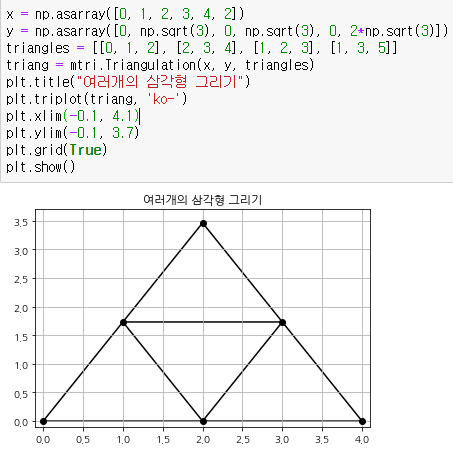 x = np.asarray([0, 1, 2, 3, 4, 2])
y = np.asarray([0, np.sqrt(3), 0, np.sqrt(3), 0, 2*np.sqrt(3)])
triangles = [[0, 1, 2], [2, 3, 4], [1, 2, 3], [1, 3, 5]]
triang = mtri.Triangulation(x, y, triangles)
plt.title("여러개의 삼각형 그리기")
plt.triplot(triang, 'ko-')
plt.xlim(-0.1, 4.1)
plt.ylim(-0.1, 3.7)
plt.grid(True)
plt.show()
여러개의 삼각형 그리기
3,5
3,0
2,5
2,0
1,5
1,0
0,5
0,0
0,0 0,5 1,0 1,5 2,0 2,5 3,0 3,5 4,0